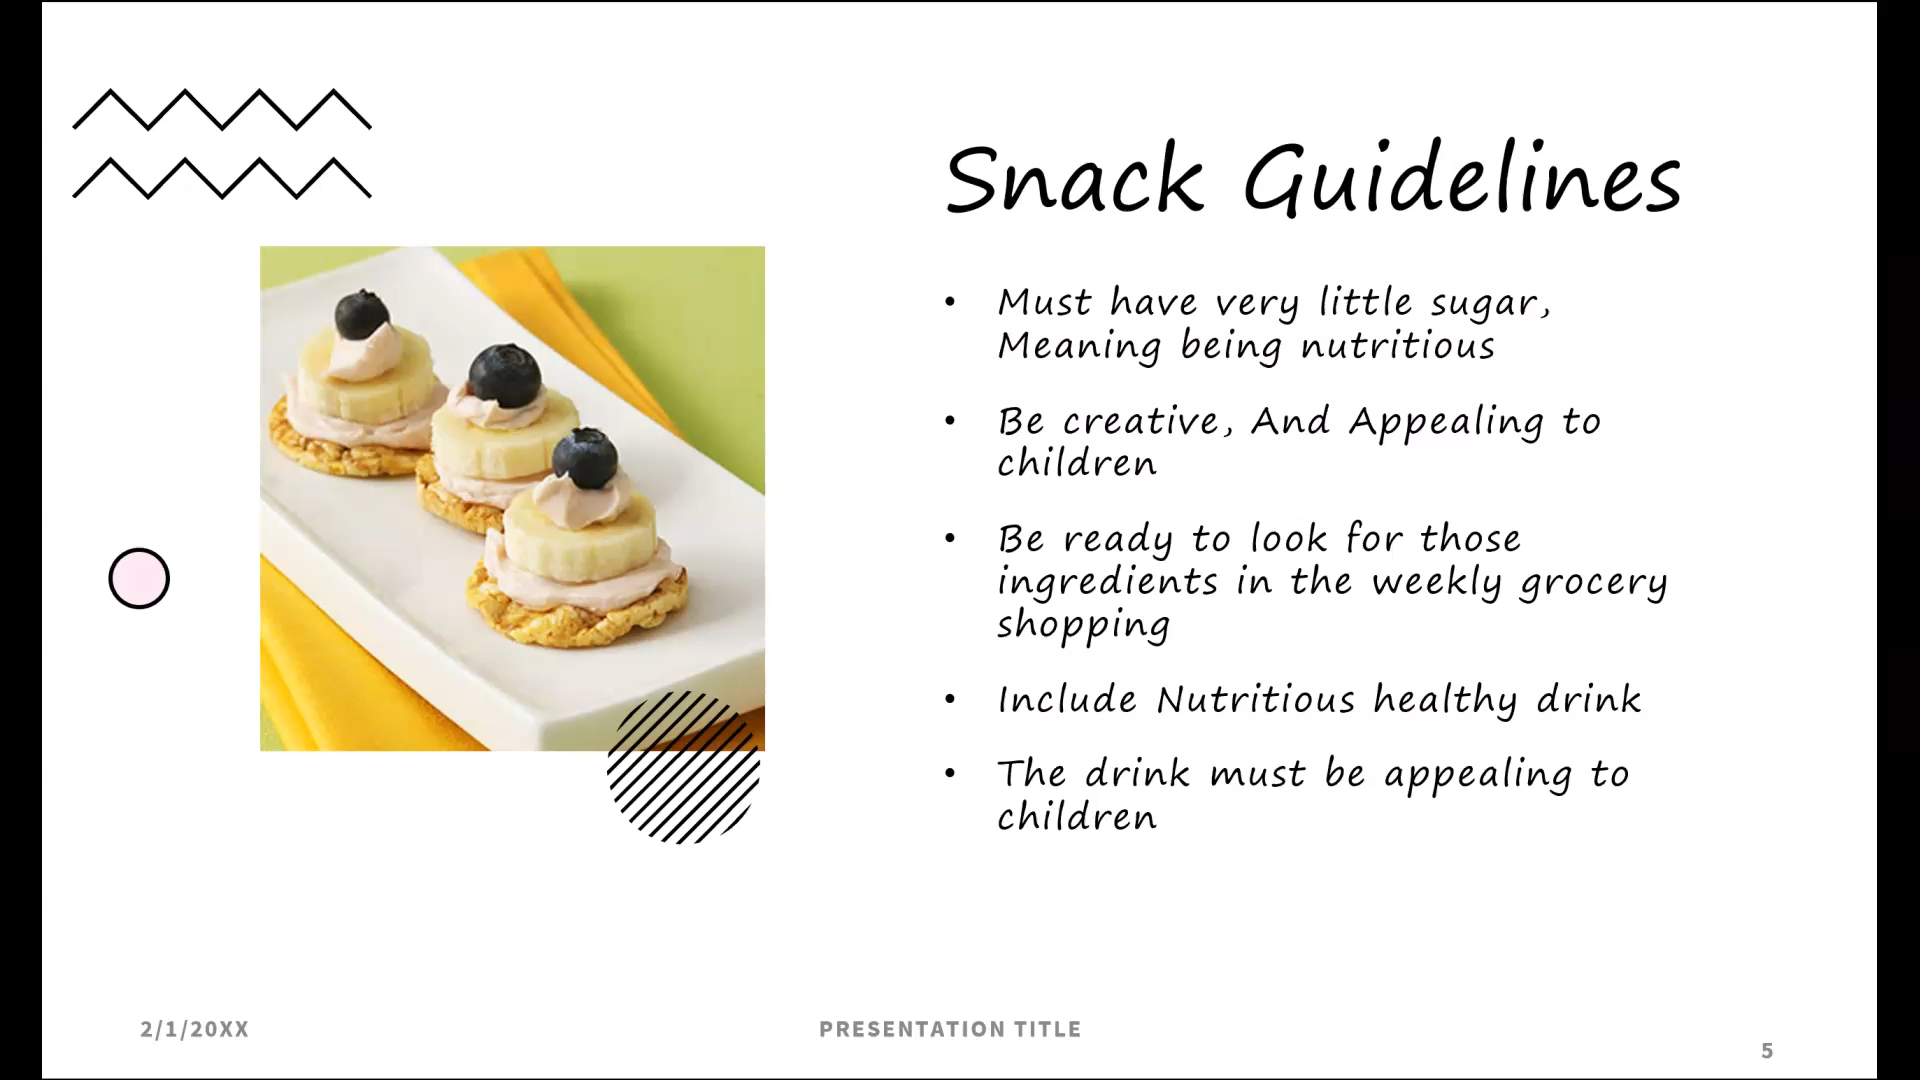 Snack Guidelines
• Must have very little sugar,
Meaning being nutritious
• Be creative, And Appealing to
children
• Be ready to look for those
ingredients in the weekly grocery
shopping
• Include Nutritious healthy drink
• The drink must be appealing to
children
2/1/20XX
PRESENTATION TITLE
5